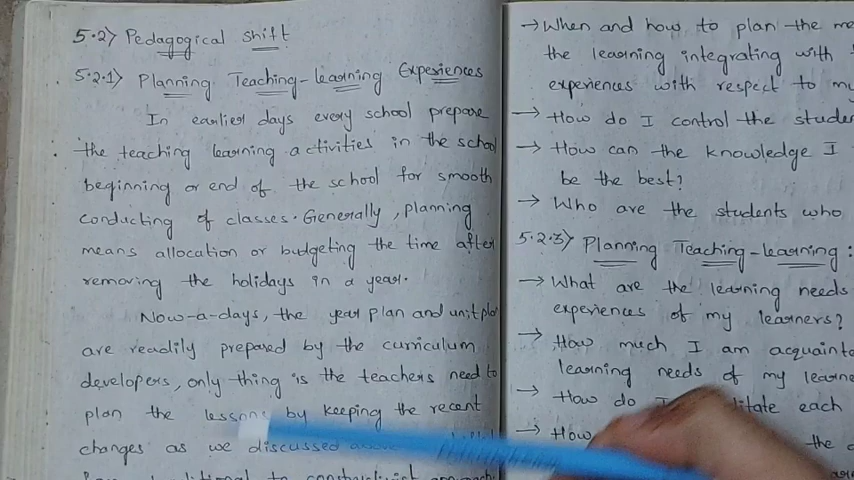 5.2) Pedagogical shift
5.2.1) Planning Teaching-learning Experiences
In earlier days every school prepare
the teaching learning activities in the school
beginning or end of the school for smooth
conducting of classes. Generally, planning
means allocation or budgeting the time after
removing the holidays in a year.
Now-a-days, the year plan and unit plan
are readily prepared by the curriculum
developers, only thing is the teachers need to
plan the lessons by keeping the recent
changes as we discussed
to constructivist approach
→ When and how to plan the
the learning integrating with
experiences with respect to my
→ How do I control the
→ How can the knowledge I
be the best?
→ Who are the students who
5.2.3) Planning Teaching-learning:
→ What are the learning needs
experiences of my learners?
→ How much I am
learning needs of my
→ How do each
→ How the